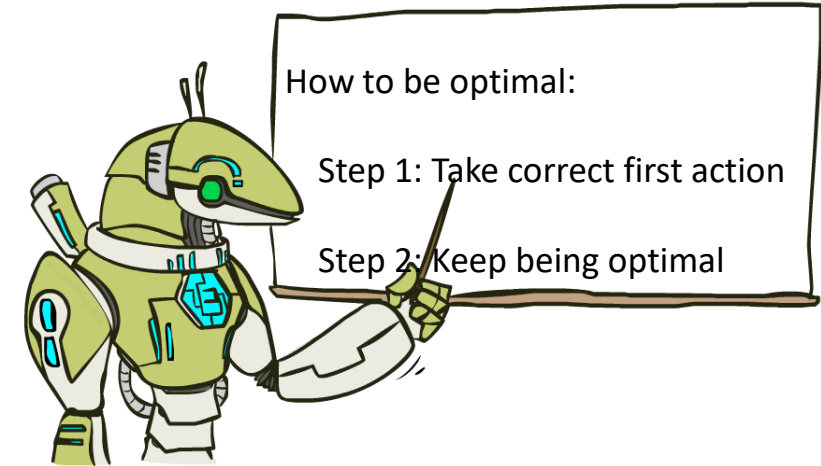 How to be optimal:
Step 1: Take correct first action
Step 2: Keep being optimal